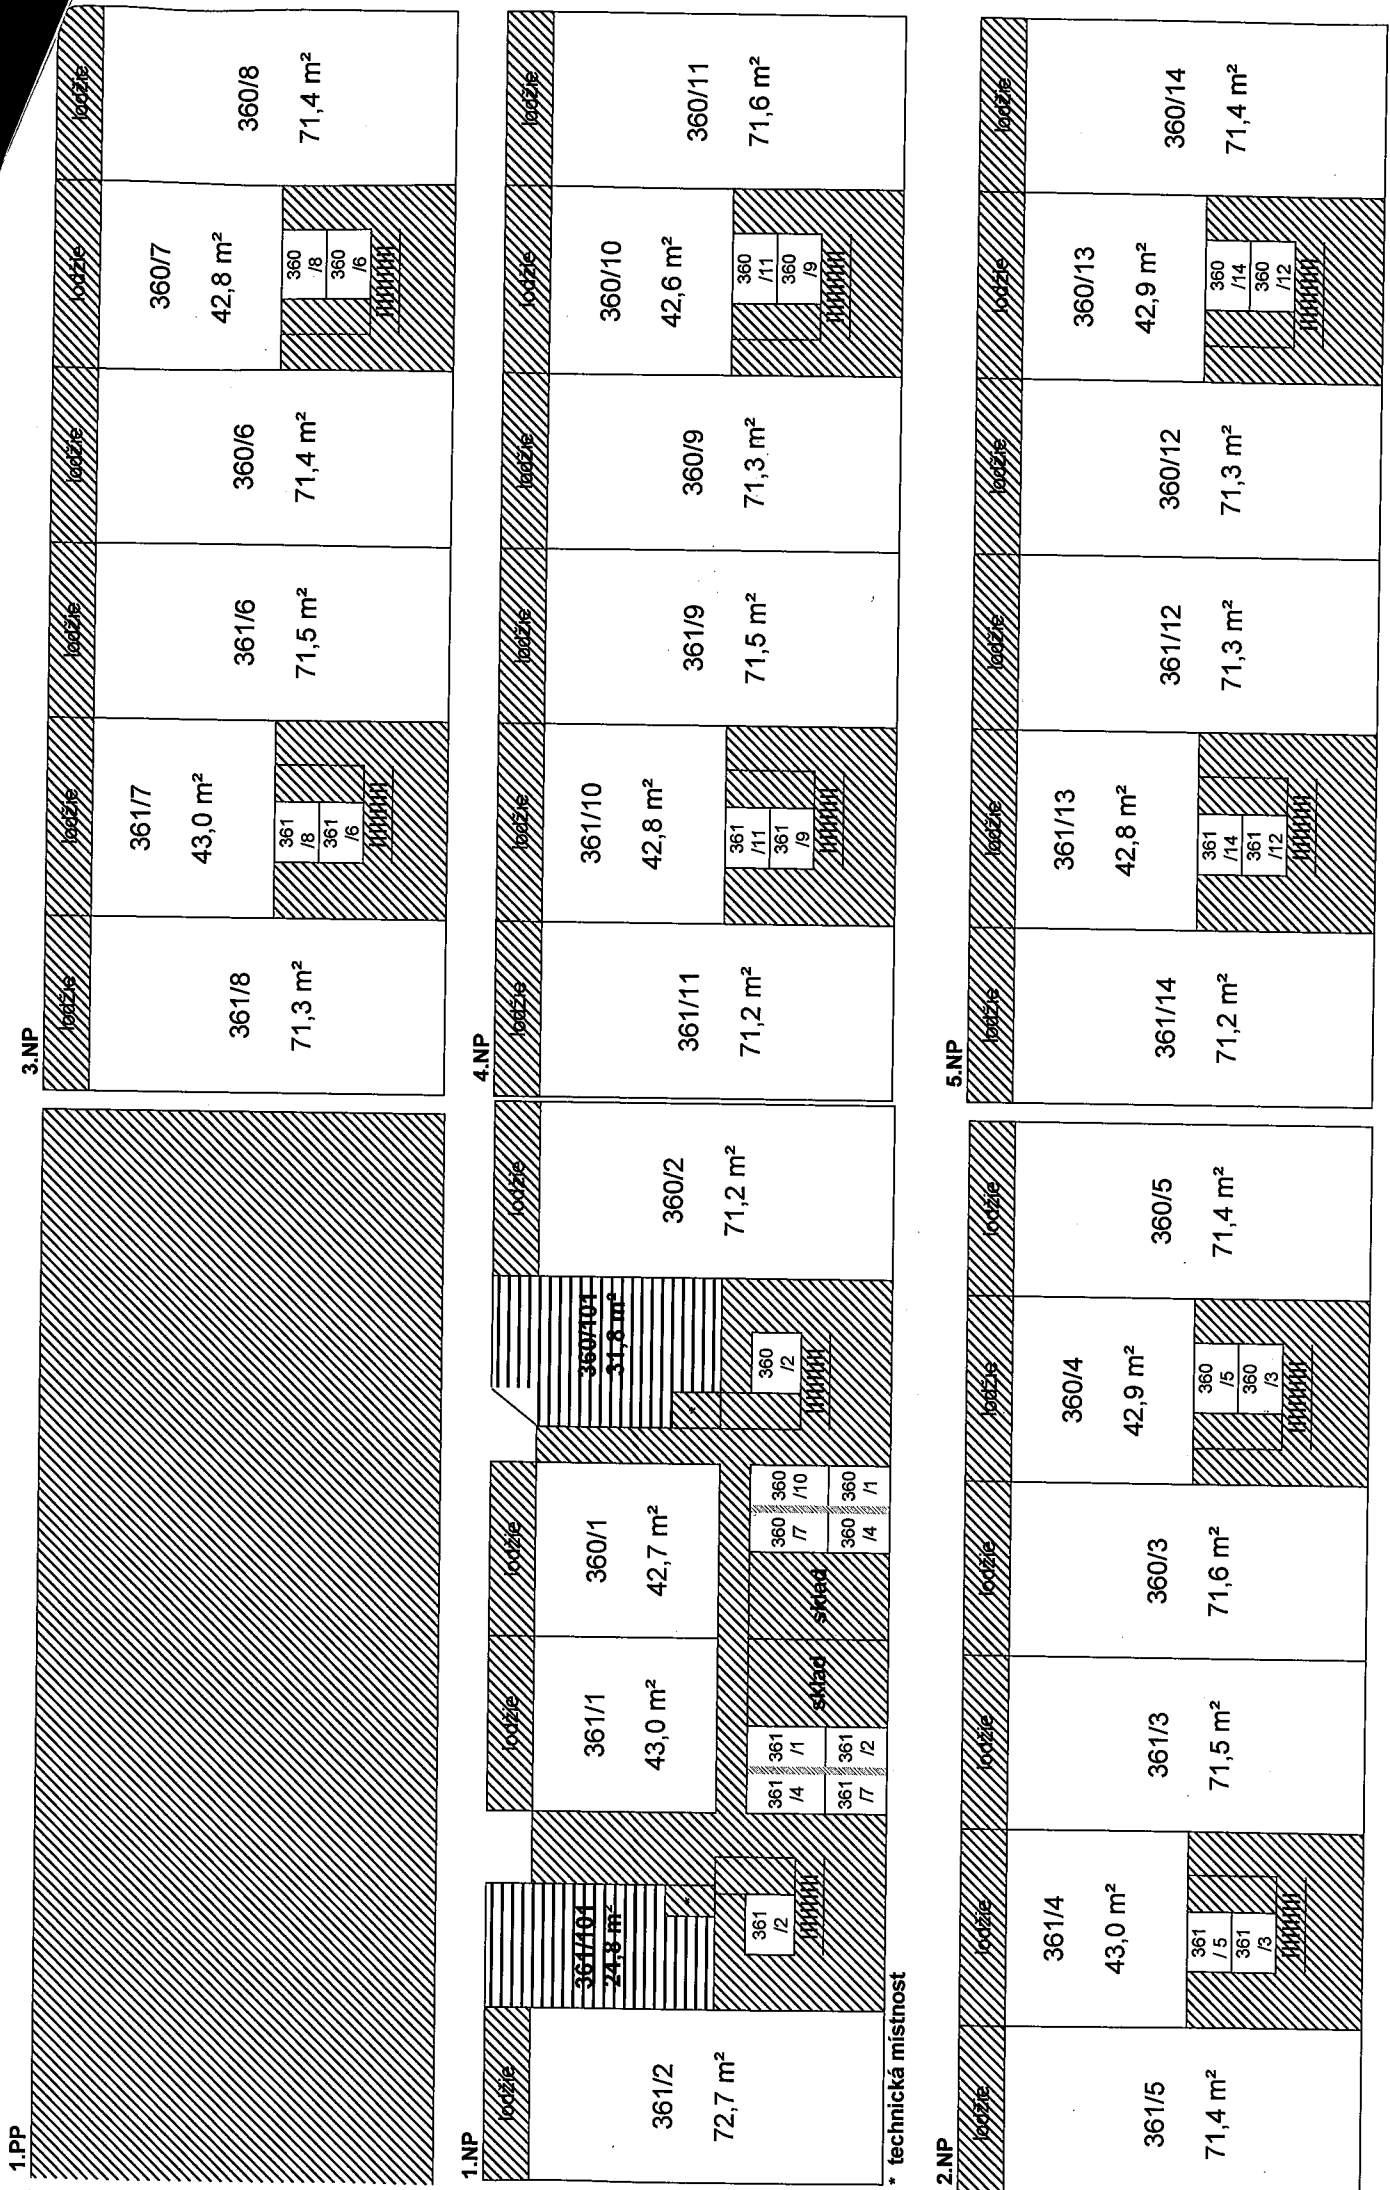 1.PP
3.NP
lodžie
lodžie
lodžie
lodžie
lodžie
lodžie
361/8
71,3 m²
361/7
43,0 m²
361
/8
361
/6
361/6
71,5 m²
360/6
71,4 m²
360/7
42,8 m²
360
/8
360
/6
360/8
71,4 m²
1.NP
lodžie
lodžie
lodžie
lodžie
361/2
72,7 m²
361/101
24,8 m²
*
361
/2
361/1
43,0 m²
361
/4
361
/1
361
/7
361
/2
sklad
sklad
360/1
42,7 m²
360
/7
360
/10
360
/4
360
/1
360/101
31,8 m²
*
360
/2
360/2
71,2 m²
* technická místnost
4.NP
lodžie
lodžie
lodžie
lodžie
lodžie
lodžie
361/11
71,2 m²
361/10
42,8 m²
361
/11
361
/9
361/9
71,5 m²
360/9
71,3 m²
360/10
42,6 m²
360
/11
360
/9
360/11
71,6 m²
2.NP
lodžie
lodžie
lodžie
lodžie
lodžie
lodžie
361/5
71,4 m²
361/4
43,0 m²
361
/ 5
361
/3
361/3
71,5 m²
360/3
71,6 m²
360/4
42,9 m²
360
/5
360
/3
360/5
71,4 m²
5.NP
lodžie
lodžie
lodžie
lodžie
lodžie
lodžie
361/14
71,2 m²
361/13
42,8 m²
361
/14
361
/12
361/12
71,3 m²
360/12
71,3 m²
360/13
42,9 m²
360
/14
360
/12
360/14
71,4 m²